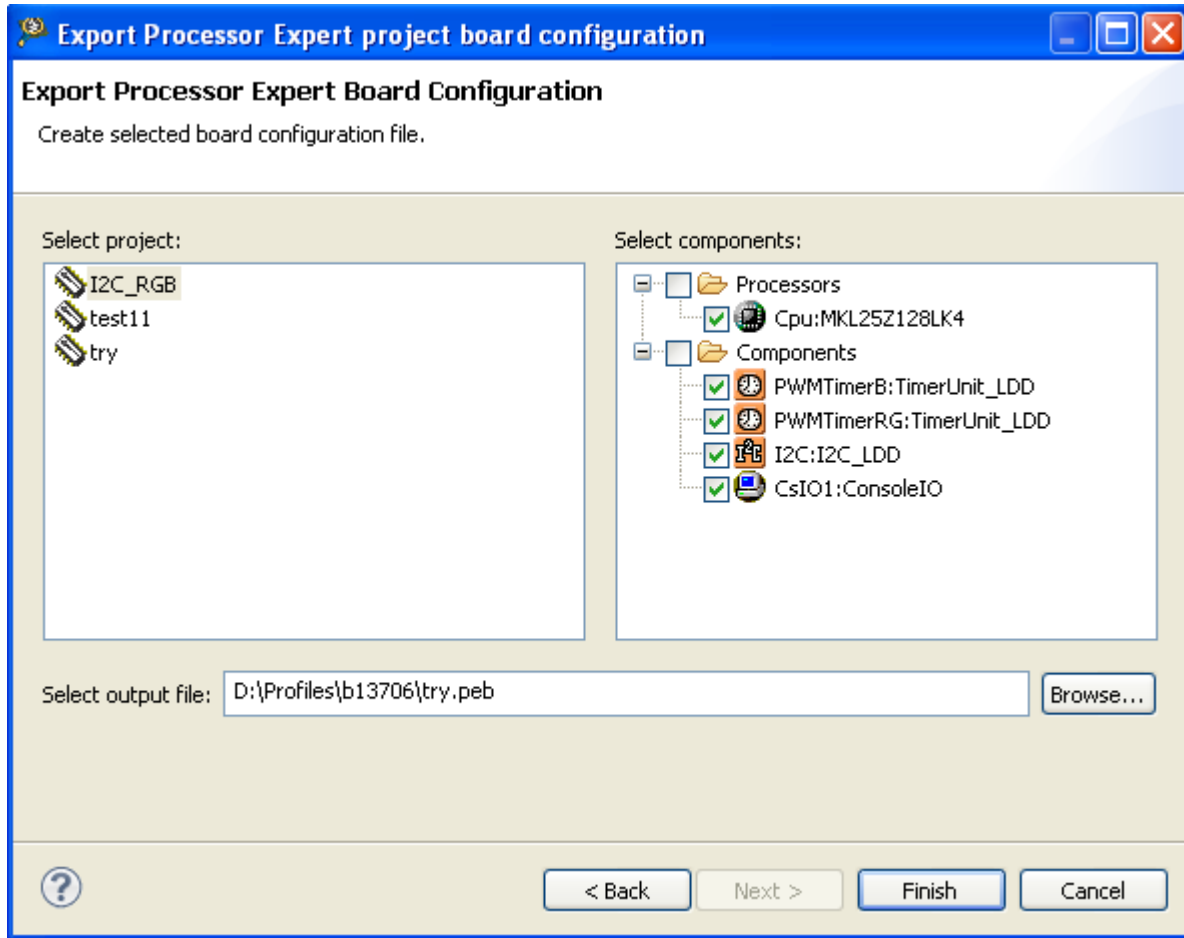 Export Processor Expert project board configuration
Export Processor Expert Board Configuration
Create selected board configuration file.
Select project:
I2C_RGB
test11
try
Select components:
Processors
Cpu:MKL25Z128LK4
Components
PWMTimerB:TimerUnit_LDD
PWMTimerRG:TimerUnit_LDD
I2C:I2C_LDD
CsIO1:ConsoleIO
Select output file: D:\Profiles\b13706\try.peb Browse...
? < Back Next > Finish Cancel